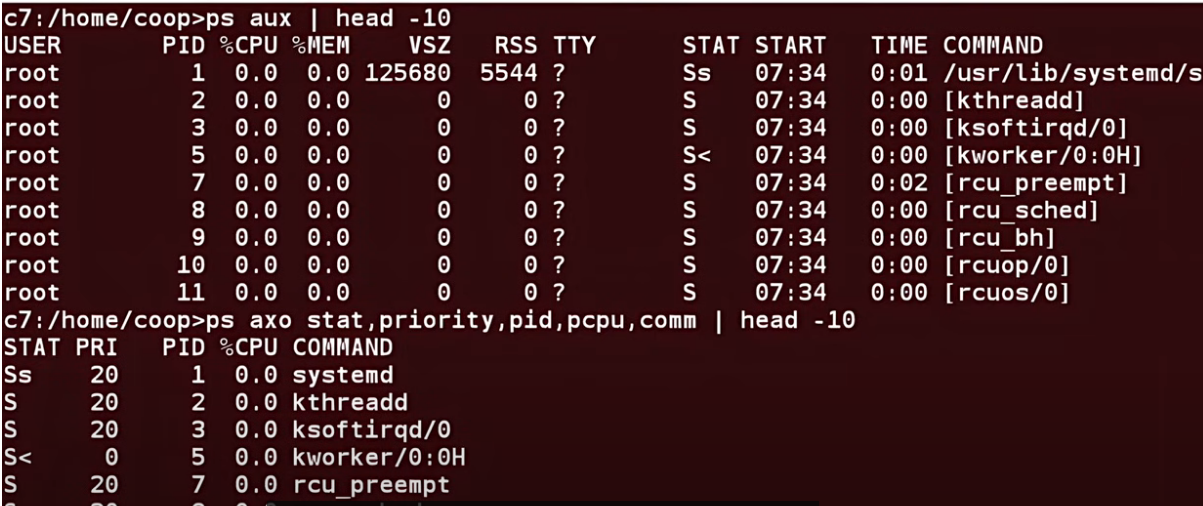 c7:/home/coop>ps aux | head -10
USER       PID %CPU %MEM    VSZ   RSS TTY      STAT START   TIME COMMAND
root         1  0.0  0.0 125680  5544 ?        Ss   07:34   0:01 /usr/lib/systemd/s
root         2  0.0  0.0      0     0 ?        S    07:34   0:00 [kthreadd]
root         3  0.0  0.0      0     0 ?        S    07:34   0:00 [ksoftirqd/0]
root         5  0.0  0.0      0     0 ?        S<   07:34   0:00 [kworker/0:0H]
root         7  0.0  0.0      0     0 ?        S    07:34   0:02 [rcu_preempt]
root         8  0.0  0.0      0     0 ?        S    07:34   0:00 [rcu_sched]
root         9  0.0  0.0      0     0 ?        S    07:34   0:00 [rcu_bh]
root        10  0.0  0.0      0     0 ?        S    07:34   0:00 [rcuop/0]
root        11  0.0  0.0      0     0 ?        S    07:34   0:00 [rcuos/0]
c7:/home/coop>ps axo stat,priority,pid,pcpu,comm | head -10
STAT PRI   PID %CPU COMMAND
Ss    20     1  0.0 systemd
S     20     2  0.0 kthreadd
S     20     3  0.0 ksoftirqd/0
S<     0     5  0.0 kworker/0:0H
S     20     7  0.0 rcu_preempt